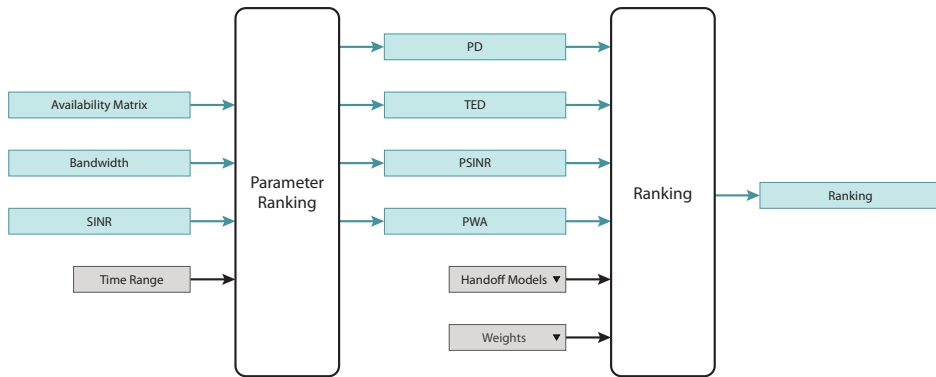 PD
Availability Matrix
TED
Bandwidth
PSINR
Parameter
Ranking
Ranking
Ranking
SINR
PWA
Time Range
Handoff Models
Weights